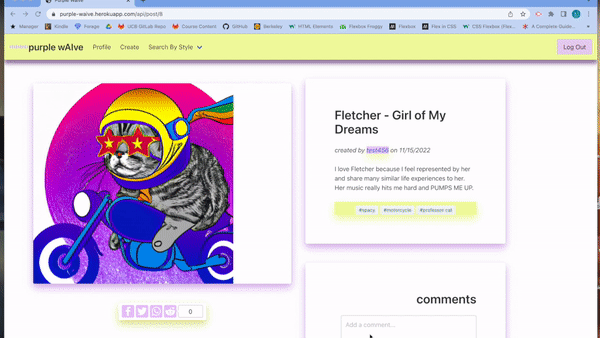 Purple wAIve
purple-waive.herokuapp.com/api/post/8
Manager Kindle Forage UCB GitLab Repo Course Content GitHub Berkeley HTML Elements Flexbox Froggy Flexbox Flex in CSS CSS Flexbox (Flex... A Complete Guide...
purple wAIve Profile Create Search By Style Log Out
Fletcher - Girl of My
Dreams
created by test456 on 11/15/2022
I love Fletcher because I feel represented by her
and share many similar life experiences to her.
Her music really hits me hard and PUMPS ME UP.
#spacy #motorcycle #professor-cat
0
comments
Add a comment...